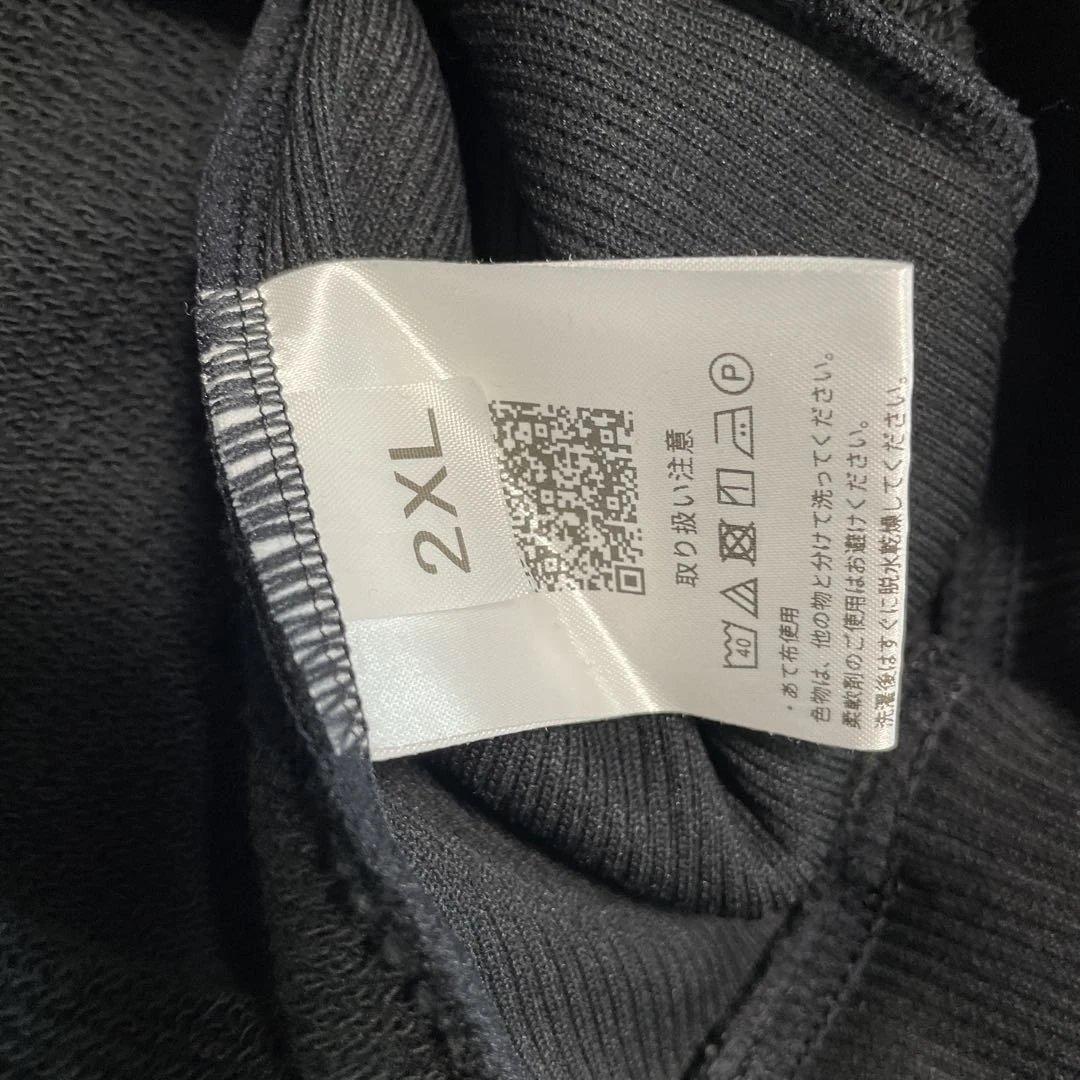 2XL
取り扱い注意
40
P
・あて布使用
色物は、他の物と分けて洗ってください。
柔軟剤のご使用はお避けください。
洗濯後はすぐに脱水乾燥してください。